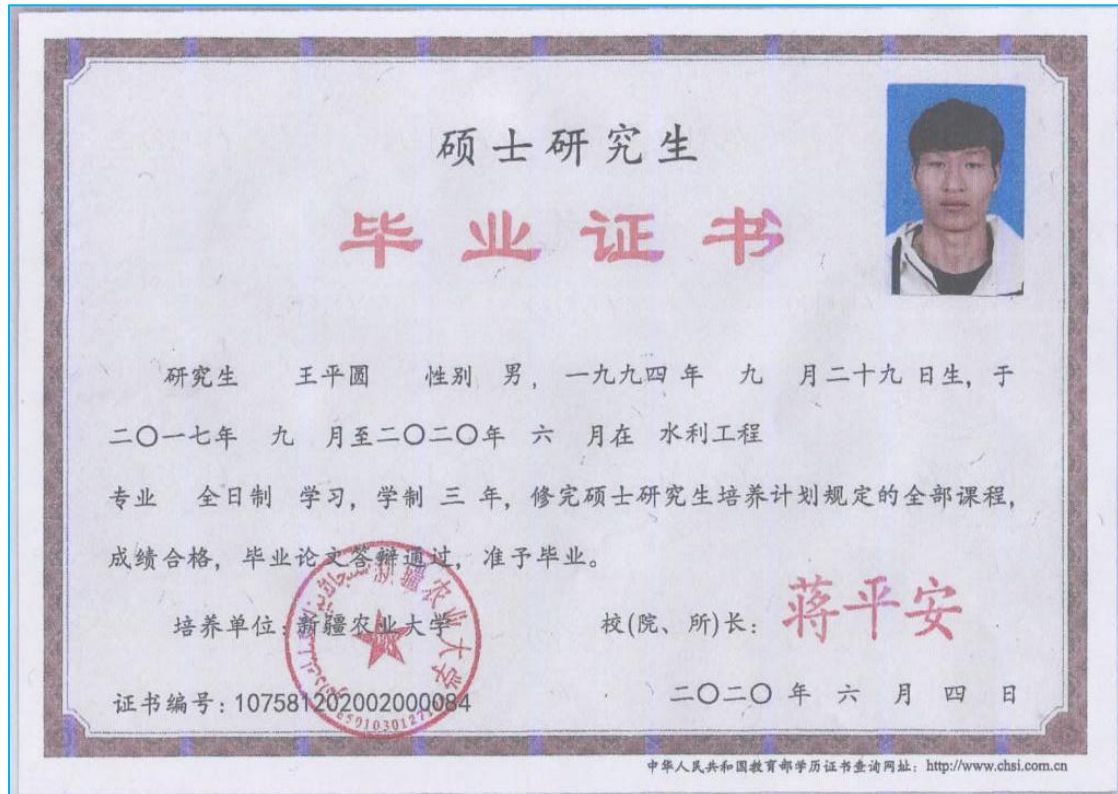 硕士研究生
毕业证书
研究生 王平圆 性别 男，一九九四 年 九 月二十九 日生，于
二〇一七年 九 月至二〇二〇年 六 月在 水利工程
专业 全日制 学习，学制 三 年，修完硕士研究生培养计划规定的全部课程，
成绩合格，毕业论文答辩通过，准予毕业。
培养单位：新疆农业大学
校(院、所)长：蒋平安
证书编号：107581202002000084
二〇二〇 年 六 月 四 日
新疆农业大学
中华人民共和国教育部学历证书查询网址：http://www.chsi.com.cn